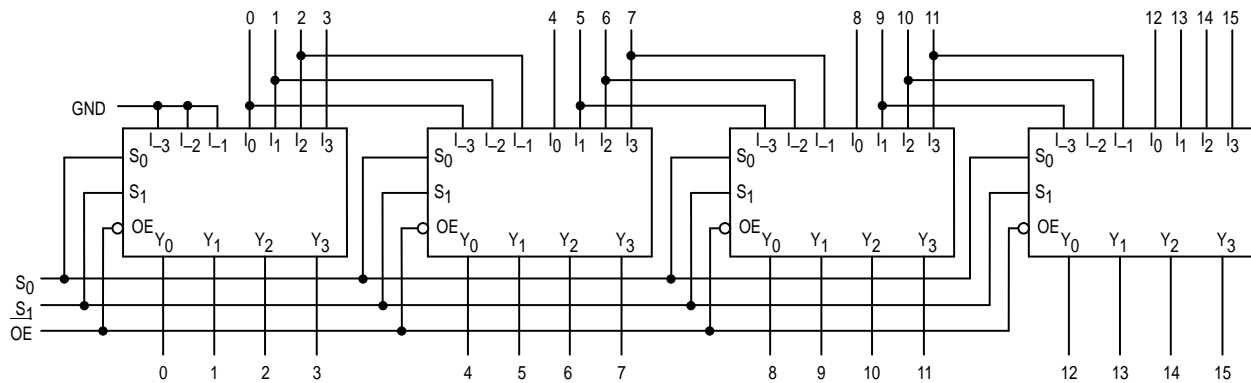 0 1 2 3 4 5 6 7 8 9 10 11 12 13 14 15
GND
I–3 I–2 I–1 I0 I1 I2 I3 I–3 I–2 I–1 I0 I1 I2 I3 I–3 I–2 I–1 I0 I1 I2 I3 I–3 I–2 I–1 I0 I1 I2 I3
S0 S0 S0 S0
S1 S1 S1 S1
OE OE OE OE
Y0 Y1 Y2 Y3 Y0 Y1 Y2 Y3 Y0 Y1 Y2 Y3 Y0 Y1 Y2 Y3
S0
S1
OE
0 1 2 3 4 5 6 7 8 9 10 11 12 13 14 15